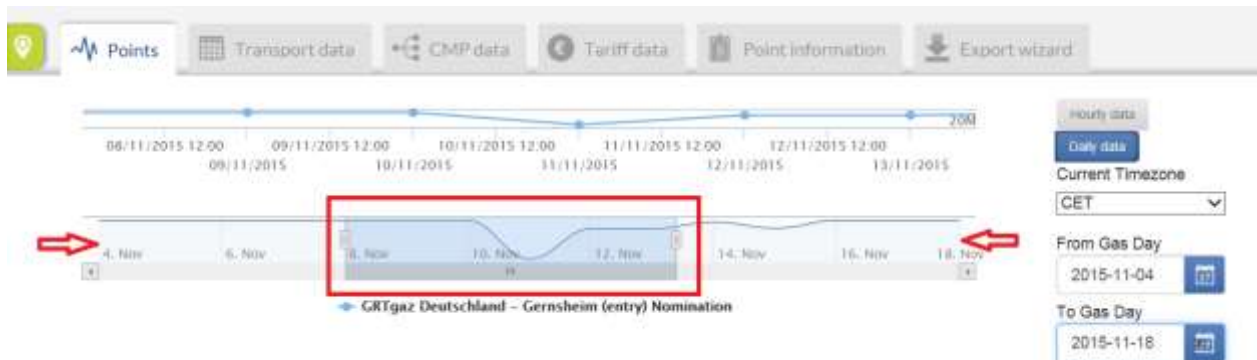 Points Transport data CMP data Tariff data Point information Export wizard
20M
08/11/2015 12:00 09/11/2015 12:00 10/11/2015 12:00 11/11/2015 12:00 12/11/2015 12:00
09/11/2015 10/11/2015 11/11/2015 12/11/2015 13/11/2015
4. Nov 6. Nov 8. Nov 10. Nov 12. Nov 14. Nov 16. Nov 18. Nov
GRTgaz Deutschland - Gernsheim (entry) Nomination
Hourly data
Daily data
Current Timezone
CET
From Gas Day
2015-11-04
To Gas Day
2015-11-18